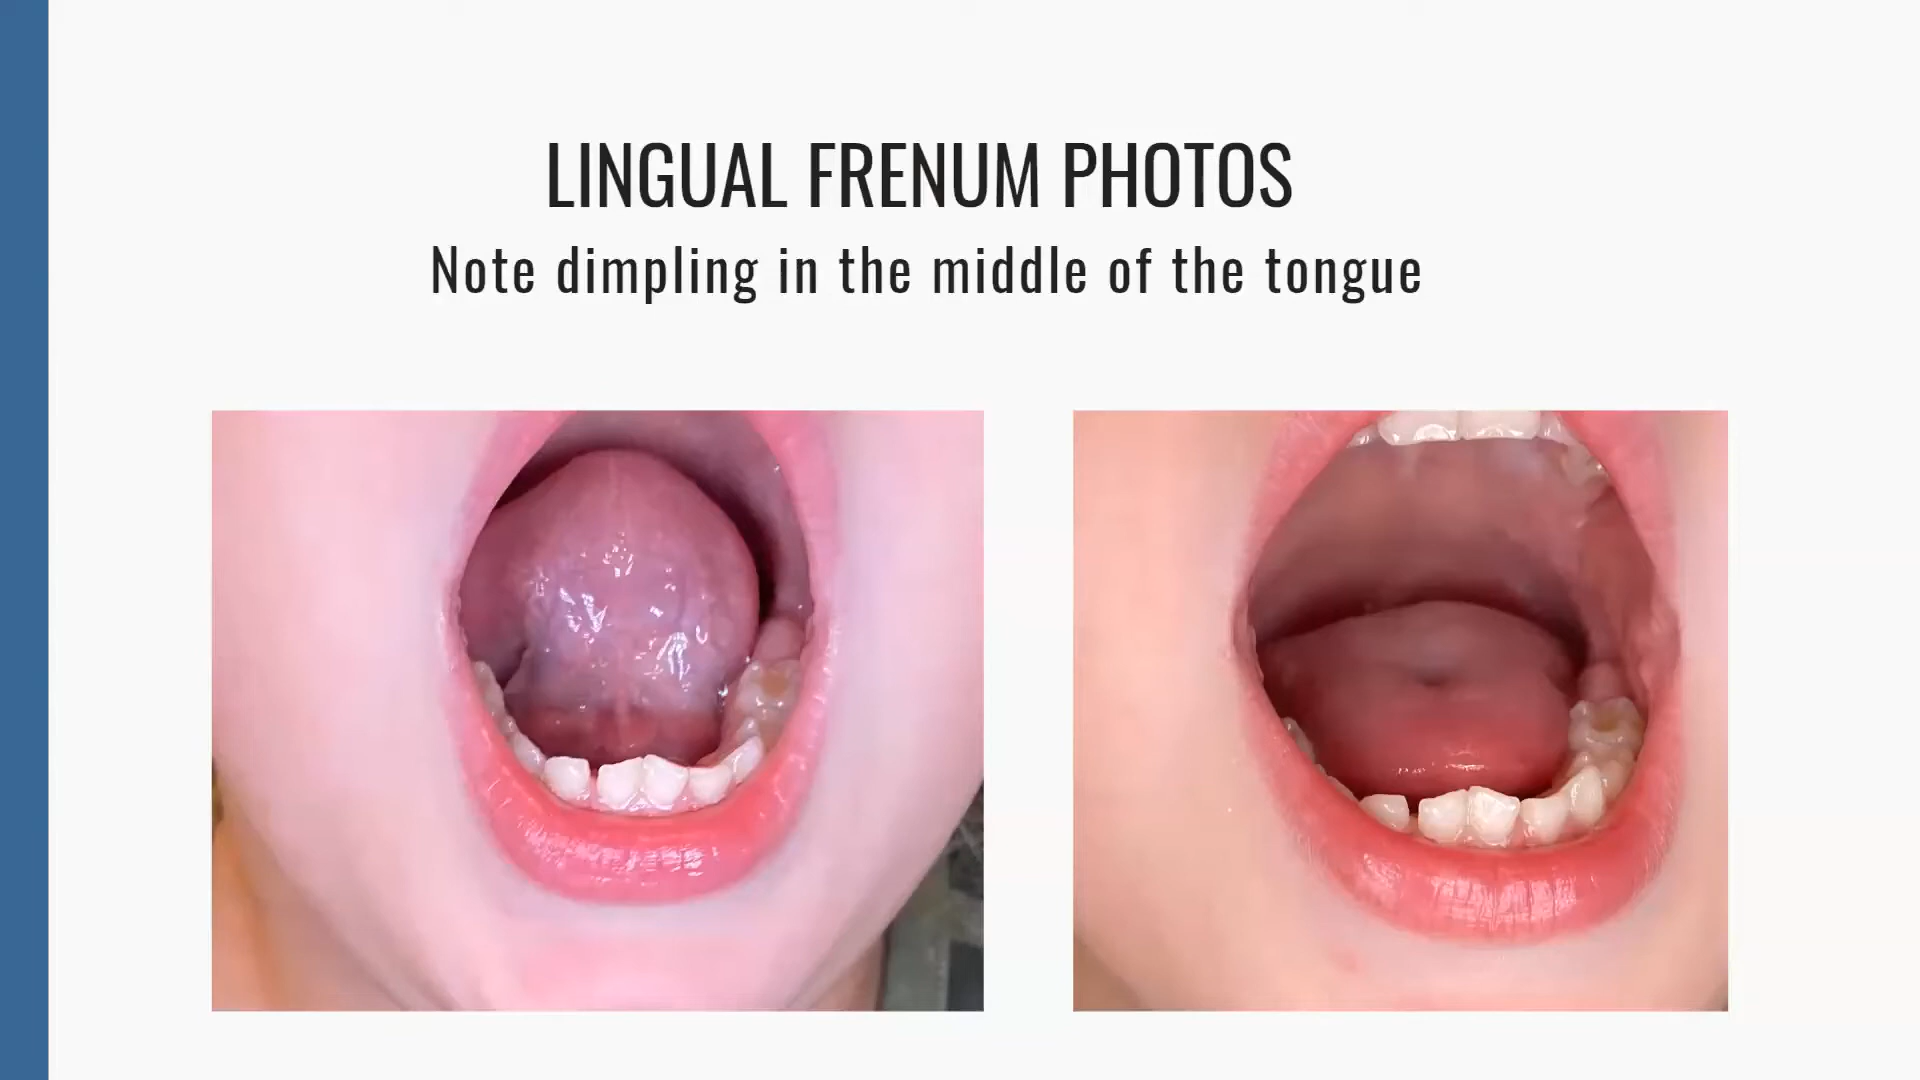 LINGUAL FRENUM PHOTOS
Note dimpling in the middle of the tongue